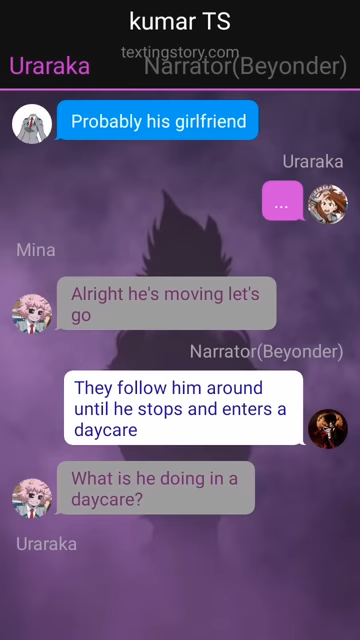 kumar TS
textingstory.com
Uraraka Narrator(Beyonder)
Probably his girlfriend
Uraraka
...
Mina
Alright he's moving let's
go
Narrator(Beyonder)
They follow him around
until he stops and enters a
daycare
What is he doing in a
daycare?
Uraraka